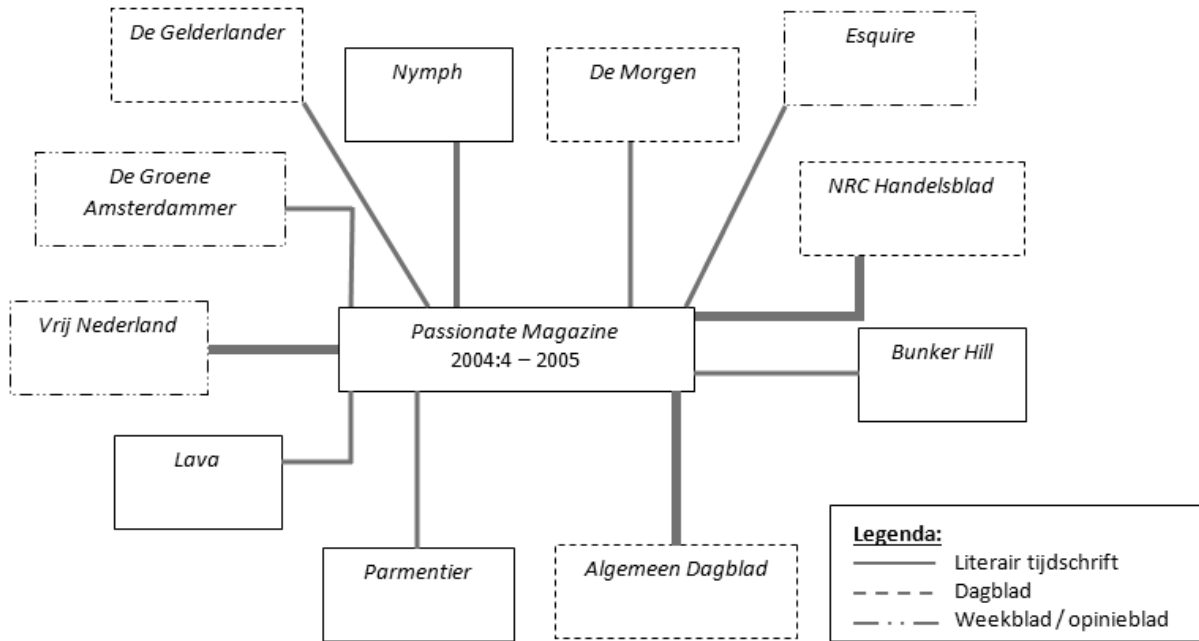 De Gelderlander
Nymph
De Morgen
Esquire
De Groene
Amsterdammer
NRC Handelsblad
Vrij Nederland
Passionate Magazine
2004:4 – 2005
Bunker Hill
Lava
Parmentier
Algemeen Dagblad
Legenda:
Literair tijdschrift
Dagblad
Weekblad / opinieblad